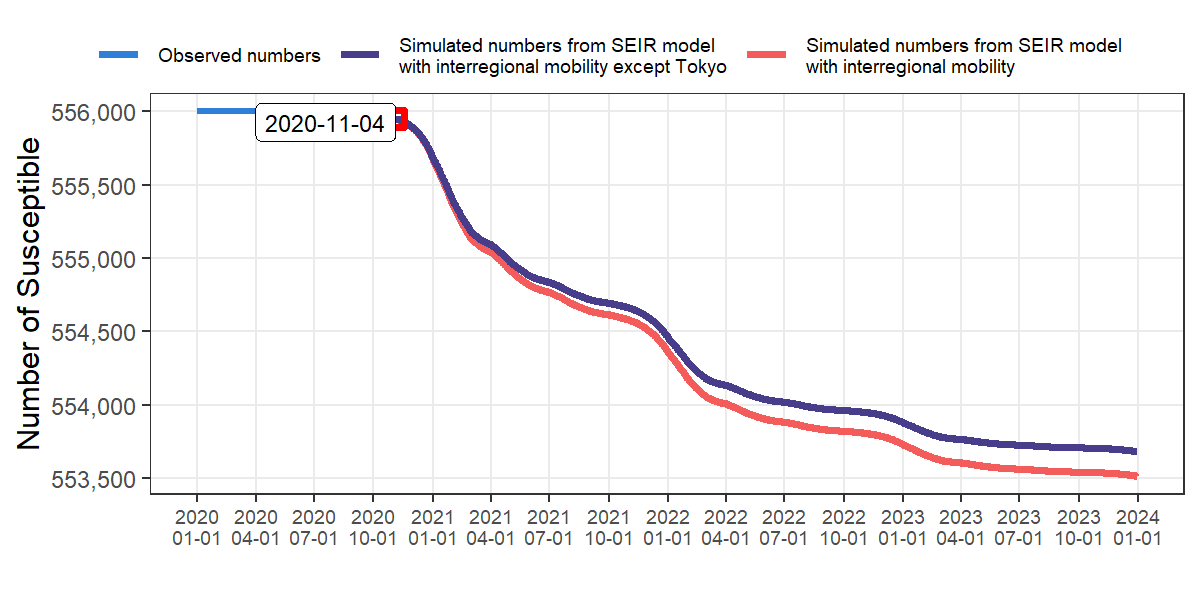 Observed numbers
Simulated numbers from SEIR model
with interregional mobility except Tokyo
Simulated numbers from SEIR model
with interregional mobility
Number of Susceptible
556,000
555,500
555,000
554,500
554,000
553,500
2020-11-04
2020 2020 2020 2020 2021 2021 2021 2021 2022 2022 2022 2022 2023 2023 2023 2023 2024
01-01 04-01 07-01 10-01 01-01 04-01 07-01 10-01 01-01 04-01 07-01 10-01 01-01 04-01 07-01 10-01 01-01